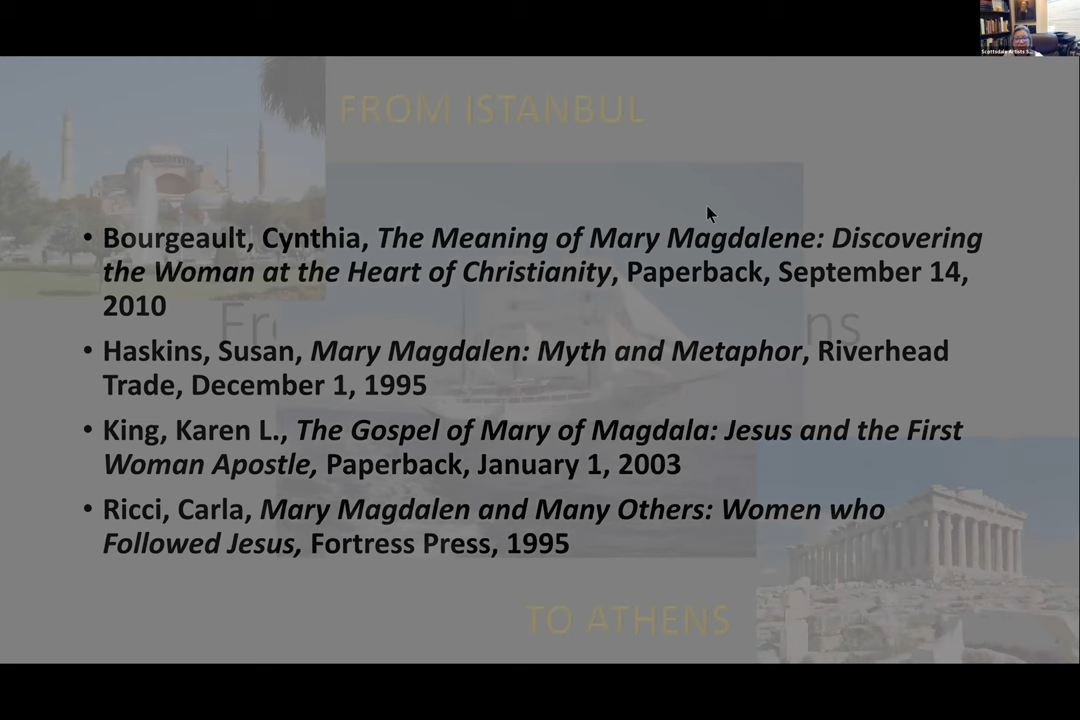 FROM ISTANBUL
• Bourgeault, Cynthia, The Meaning of Mary Magdalene: Discovering
the Woman at the Heart of Christianity, Paperback, September 14,
2010
• Haskins, Susan, Mary Magdalen: Myth and Metaphor, Riverhead
Trade, December 1, 1995
• King, Karen L., The Gospel of Mary of Magdala: Jesus and the First
Woman Apostle, Paperback, January 1, 2003
• Ricci, Carla, Mary Magdalen and Many Others: Women who
Followed Jesus, Fortress Press, 1995
TO ATHENS